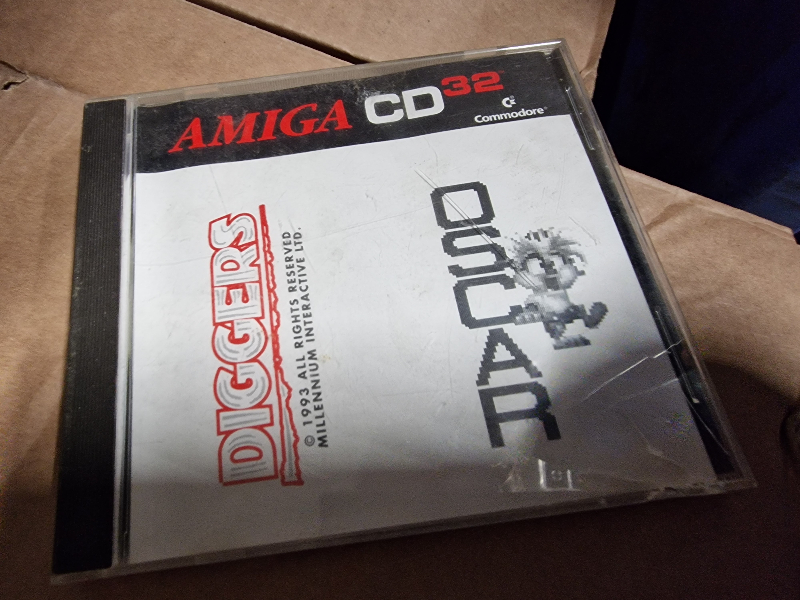 AMIGA CD32
Commodore
DIGGERS
© 1993 ALL RIGHTS RESERVED
MILLENNIUM INTERACTIVE LTD.
OSCAR